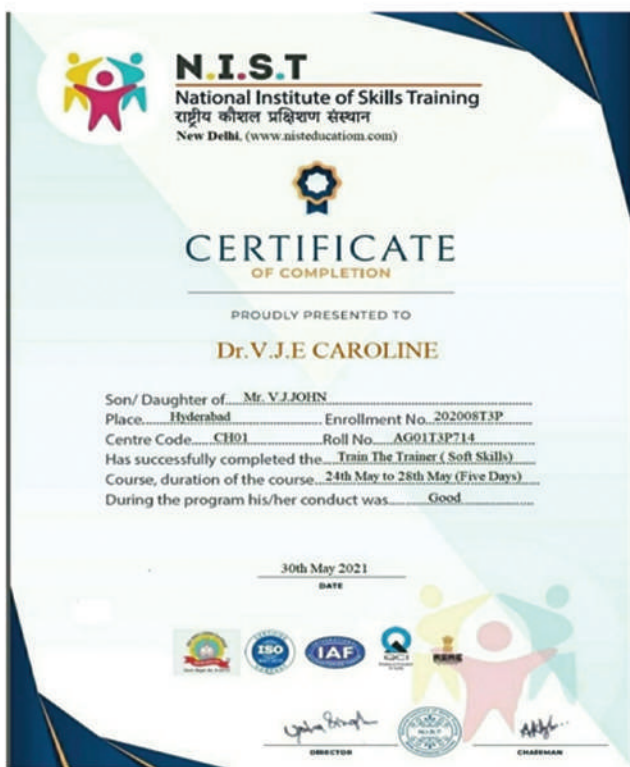 N.I.S.T
National Institute of Skills Training
राष्ट्रीय कौशल प्रक्षिशण संस्थान
New Delhi, (www.nisteducatiom.com)
CERTIFICATE
OF COMPLETION
PROUDLY PRESENTED TO
Dr.V.J.E CAROLINE
Son/ Daughter of Mr. V.J.JOHN
Place Hyderabad Enrollment No 202008T3P
Centre Code CH01 Roll No AG01T3P714
Has successfully completed the Train The Trainer ( Soft Skills)
Course, duration of the course 24th May to 28th May (Five Days)
During the program his/her conduct was Good
30th May 2021
DATE
ISO IAF QCI
DIRECTOR N.I.S.T CHAIRMAN